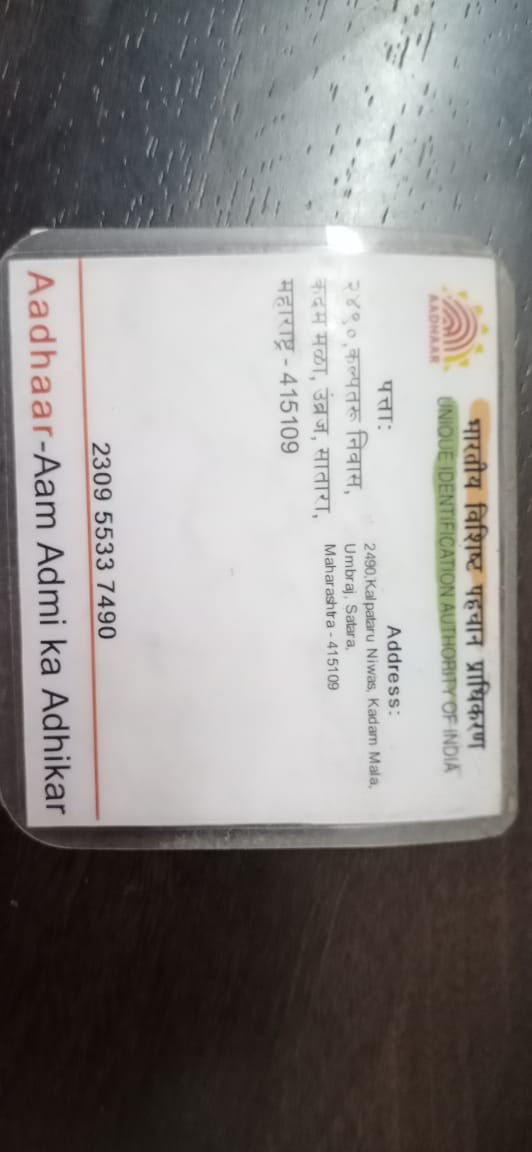 भारतीय विशिष्ट पहचान प्राधिकरण
UNIQUE IDENTIFICATION AUTHORITY OF INDIA
AADHAAR
पत्ता:
२४९०,कल्पतरू निवास,
कदम मळा, उंब्रज, सातारा,
महाराष्ट्र - 415109
Address:
2490,Kalpataru Niwas, Kadam Mala,
Umbraj, Satara,
Maharashtra - 415109
2309 5533 7490
Aadhaar-Aam Admi ka Adhikar